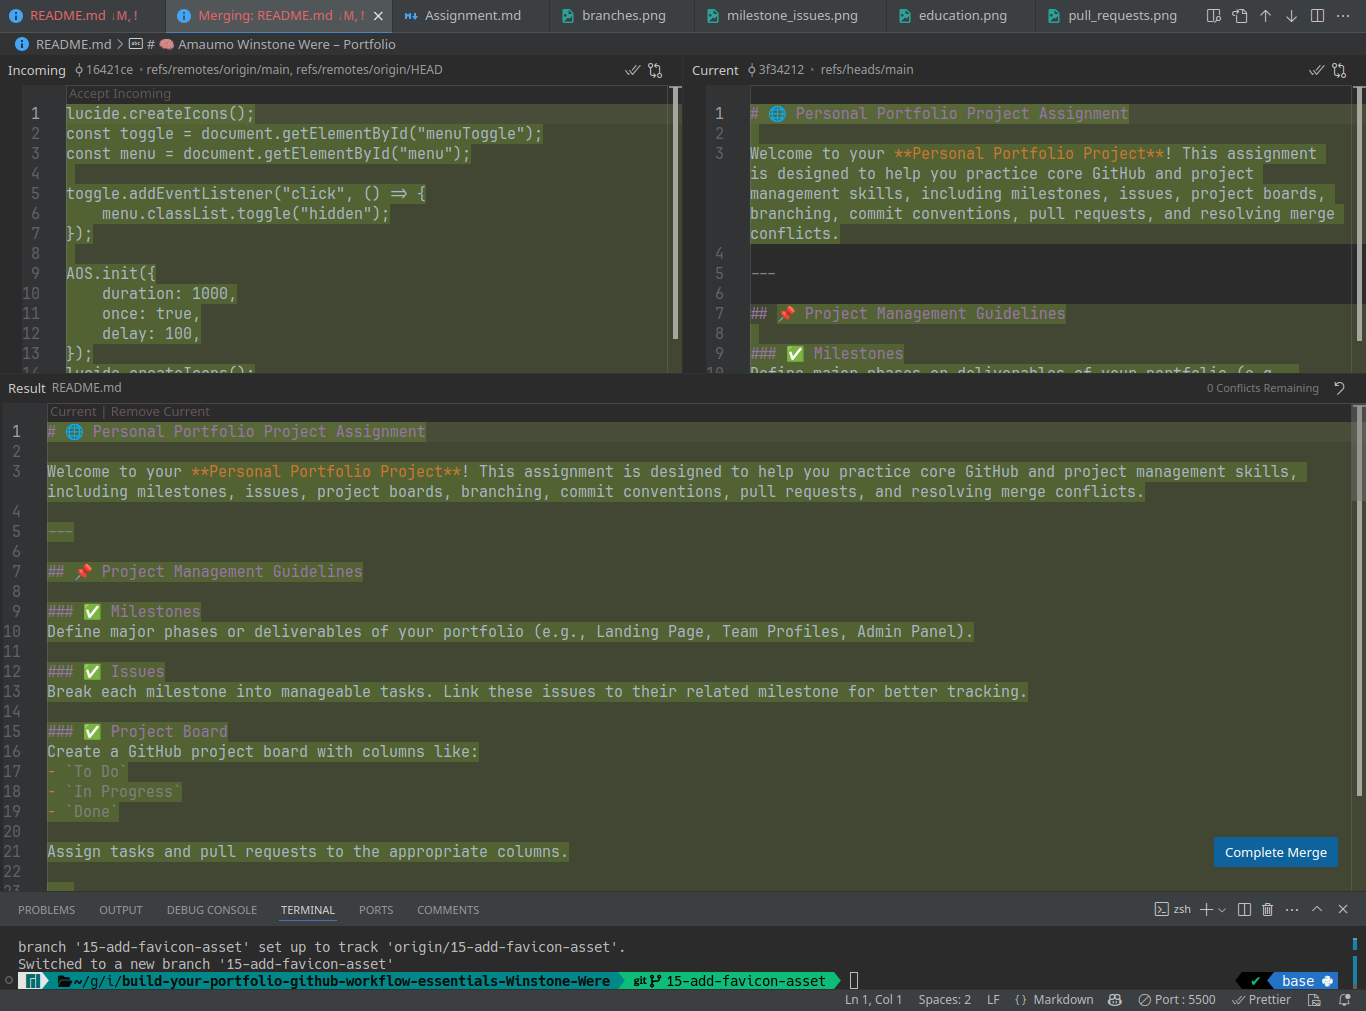 README.md ↓M, !
Merging: README.md ↓M, !
Assignment.md
branches.png
milestone_issues.png
education.png
pull_requests.png
README.md > # 🧠 Amaumo Winstone Were – Portfolio
Incoming 16421ce • refs/remotes/origin/main, refs/remotes/origin/HEAD
Accept Incoming
1 lucide.createIcons();
2 const toggle = document.getElementById("menuToggle");
3 const menu = document.getElementById("menu");
4
5 toggle.addEventListener("click", () => {
6 menu.classList.toggle("hidden");
7 });
8
9 AOS.init({
10 duration: 1000,
11 once: true,
12 delay: 100,
13 });
14 lucide.createIcons();
Current 3f34212 • refs/heads/main
1 # 🌐 Personal Portfolio Project Assignment
2
3 Welcome to your **Personal Portfolio Project**! This assignment
is designed to help you practice core GitHub and project
management skills, including milestones, issues, project boards,
branching, commit conventions, pull requests, and resolving merge
conflicts.
4
5 ---
6
7 ## 📌 Project Management Guidelines
8
9 ### ✅ Milestones
10 Define major phases or deliverables of your portfolio (e.g.,
Result README.md
0 Conflicts Remaining
Current | Remove Current
1 # 🌐 Personal Portfolio Project Assignment
2
3 Welcome to your **Personal Portfolio Project**! This assignment is designed to help you practice core GitHub and project management skills,
including milestones, issues, project boards, branching, commit conventions, pull requests, and resolving merge conflicts.
4
5 ---
6
7 ## 📌 Project Management Guidelines
8
9 ### ✅ Milestones
10 Define major phases or deliverables of your portfolio (e.g., Landing Page, Team Profiles, Admin Panel).
11
12 ### ✅ Issues
13 Break each milestone into manageable tasks. Link these issues to their related milestone for better tracking.
14
15 ### ✅ Project Board
16 Create a GitHub project board with columns like:
17 - `To Do`
18 - `In Progress`
19 - `Done`
20
21 Assign tasks and pull requests to the appropriate columns.
22
23 ---
Complete Merge
PROBLEMS OUTPUT DEBUG CONSOLE TERMINAL PORTS COMMENTS
zsh
branch '15-add-favicon-asset' set up to track 'origin/15-add-favicon-asset'.
Switched to a new branch '15-add-favicon-asset'
~/g/i/build-your-portfolio-github-workflow-essentials-Winstone-Were git 15-add-favicon-asset
✔ base
Ln 1, Col 1 Spaces: 2 LF {} Markdown Port : 5500 Prettier